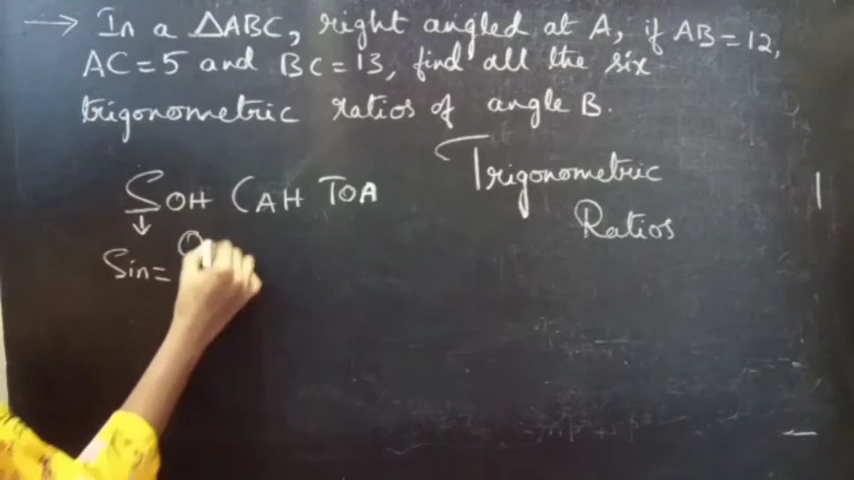 → In a △ABC, right angled at A, if AB=12,
AC=5 and BC=13, find all the six
trigonometric ratios of angle B.
Trigonometric
Ratios
SOH CAH TOA
↓
Sin= O